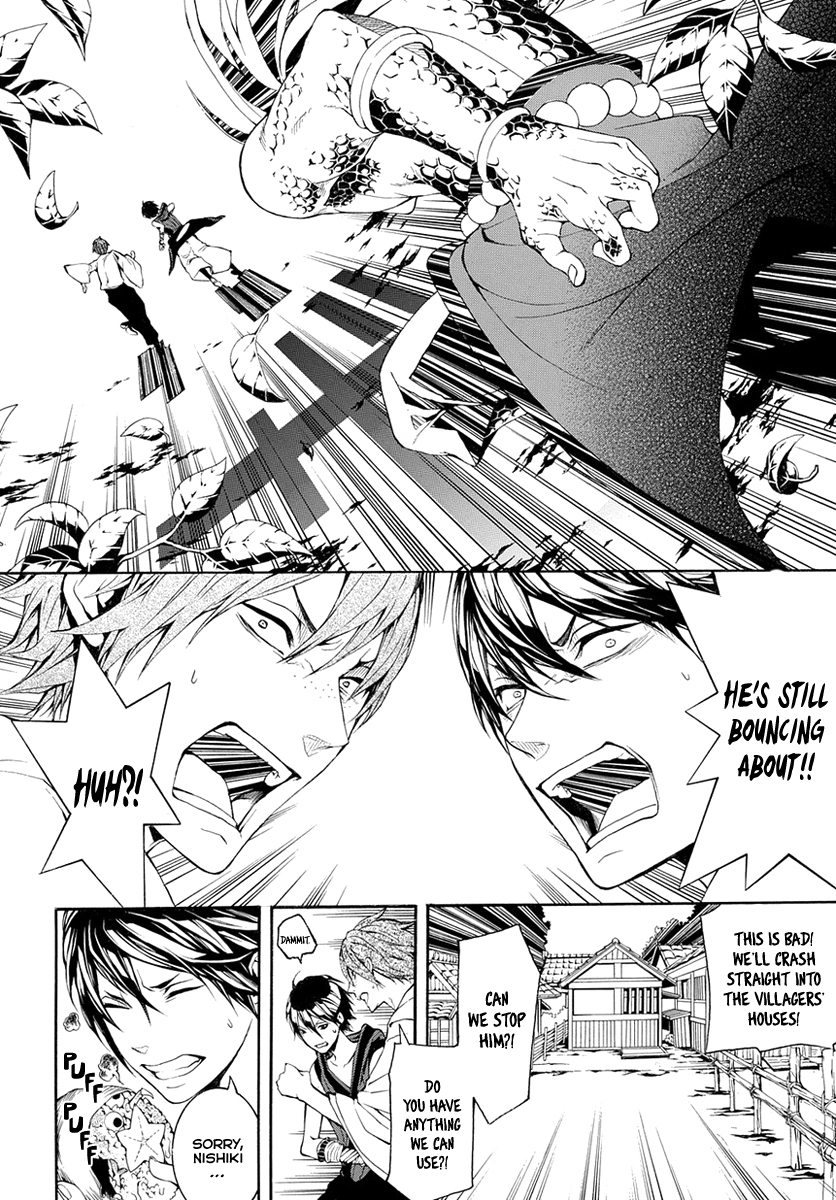 HE'S STILL
BOUNCING
ABOUT!!
HUH?!
THIS IS BAD!
WE'LL CRASH
STRAIGHT INTO
THE VILLAGERS'
HOUSES!
CAN
WE STOP
HIM?!
DO
YOU HAVE
ANYTHING
WE CAN
USE?!
DAMMIT.
SORRY,
NISHIKI
...
PUFF
PUFF